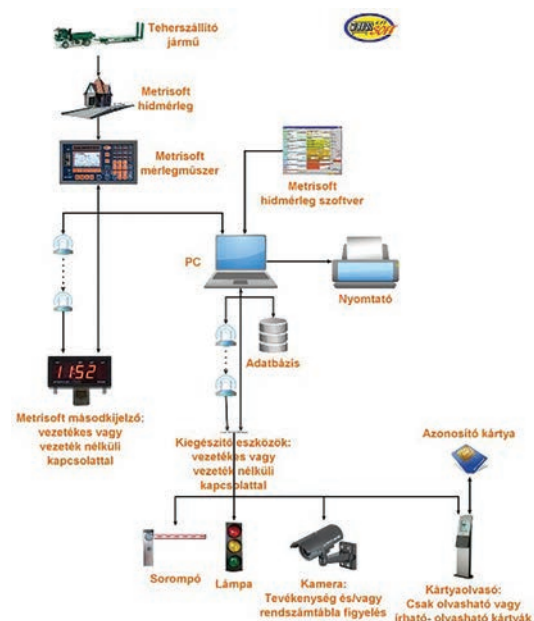 Teherszállító
jármű
Metrisoft
hídmérleg
Metrisoft
mérlegműszer
Metrisoft
hídmérleg szoftver
PC
Nyomtató
Adatbázis
11:52
Metrisoft másodkijelző:
vezetékes vagy
vezeték nélküli
kapcsolattal
Kiegészítő eszközök:
vezetékes vagy
vezeték nélküli
kapcsolattal
Azonosító kártya
Sorompó
Lámpa
Kamera:
Tevékenység és/vagy
rendszámtábla figyelés
Kártyaolvasó:
Csak olvasható vagy
írható- olvasható kártyák